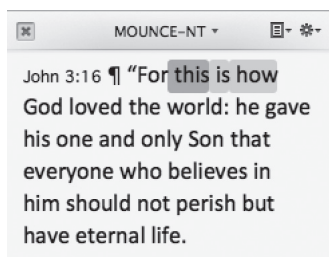 MOUNCE-NT
John 3:16 ¶ “For this is how
God loved the world: he gave
his one and only Son that
everyone who believes in
him should not perish but
have eternal life.